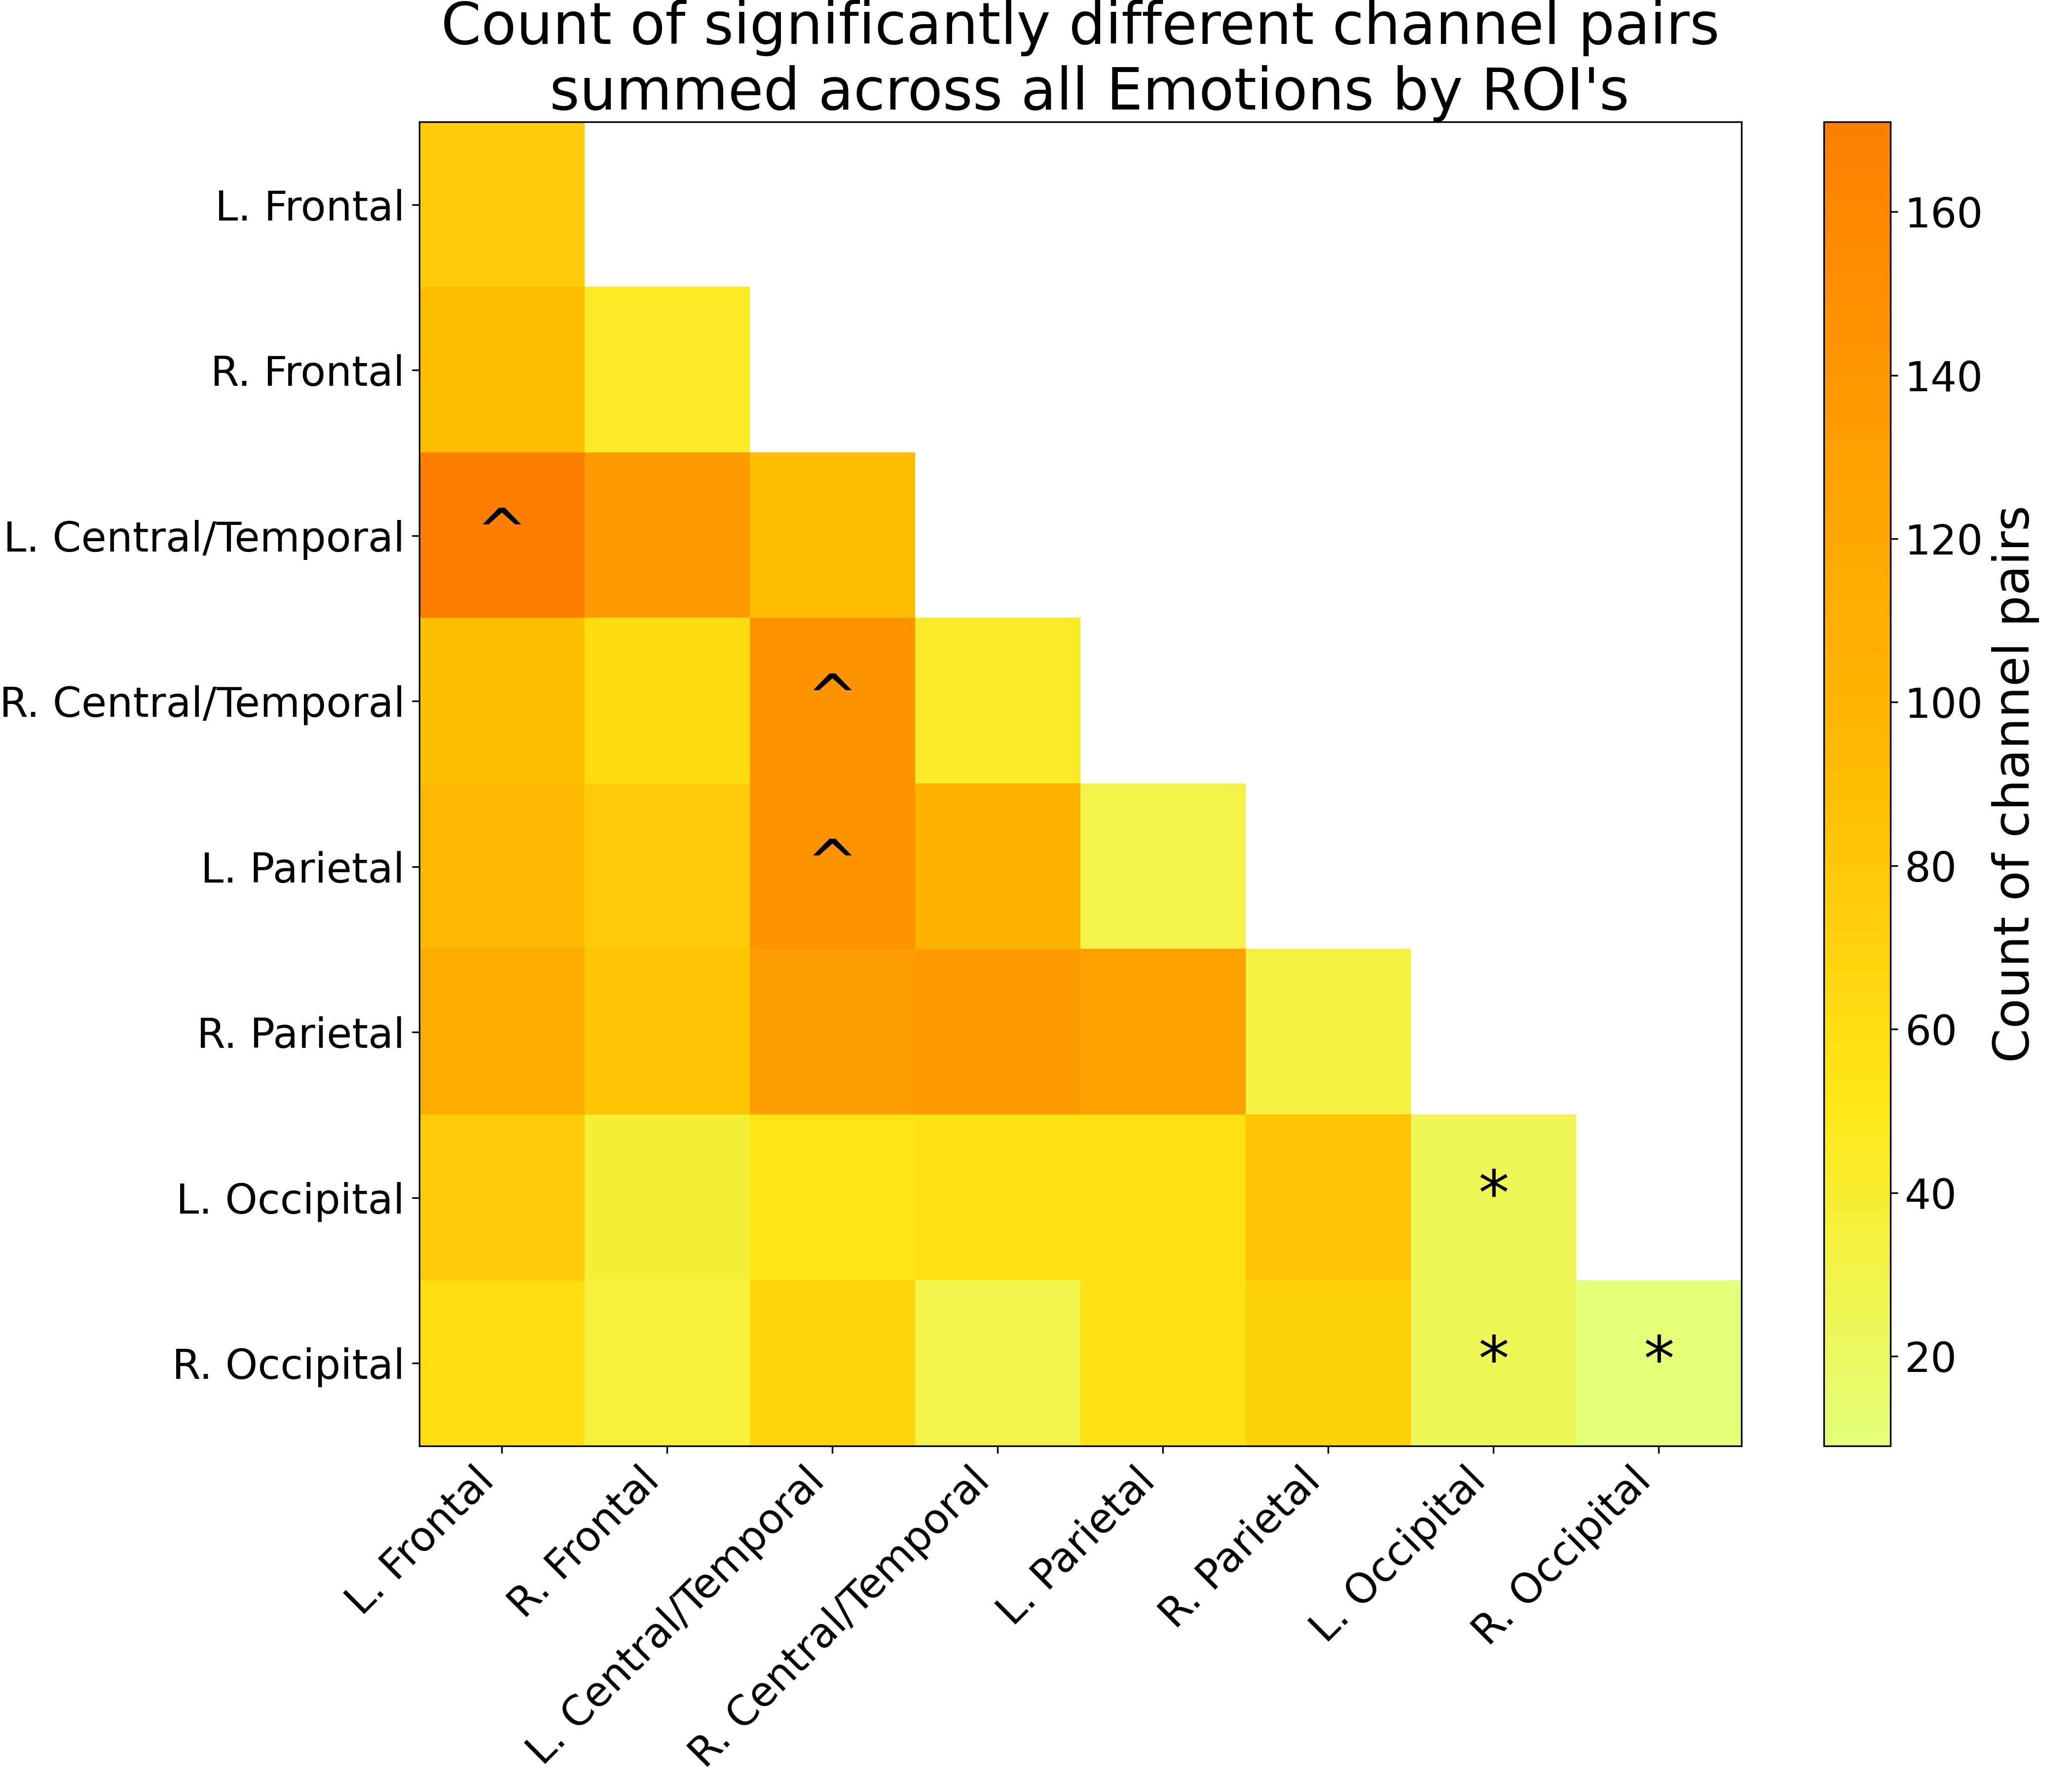 Count of significantly different channel pairs
summed across all Emotions by ROI's
L. Frontal
R. Frontal
L. Central/Temporal
^
R. Central/Temporal
^
L. Parietal
^
R. Parietal
L. Occipital
*
R. Occipital
* *
L. Frontal
R. Frontal
L. Central/Temporal
R. Central/Temporal
L. Parietal
R. Parietal
L. Occipital
R. Occipital
160
140
120
100
80
60
40
20
Count of channel pairs